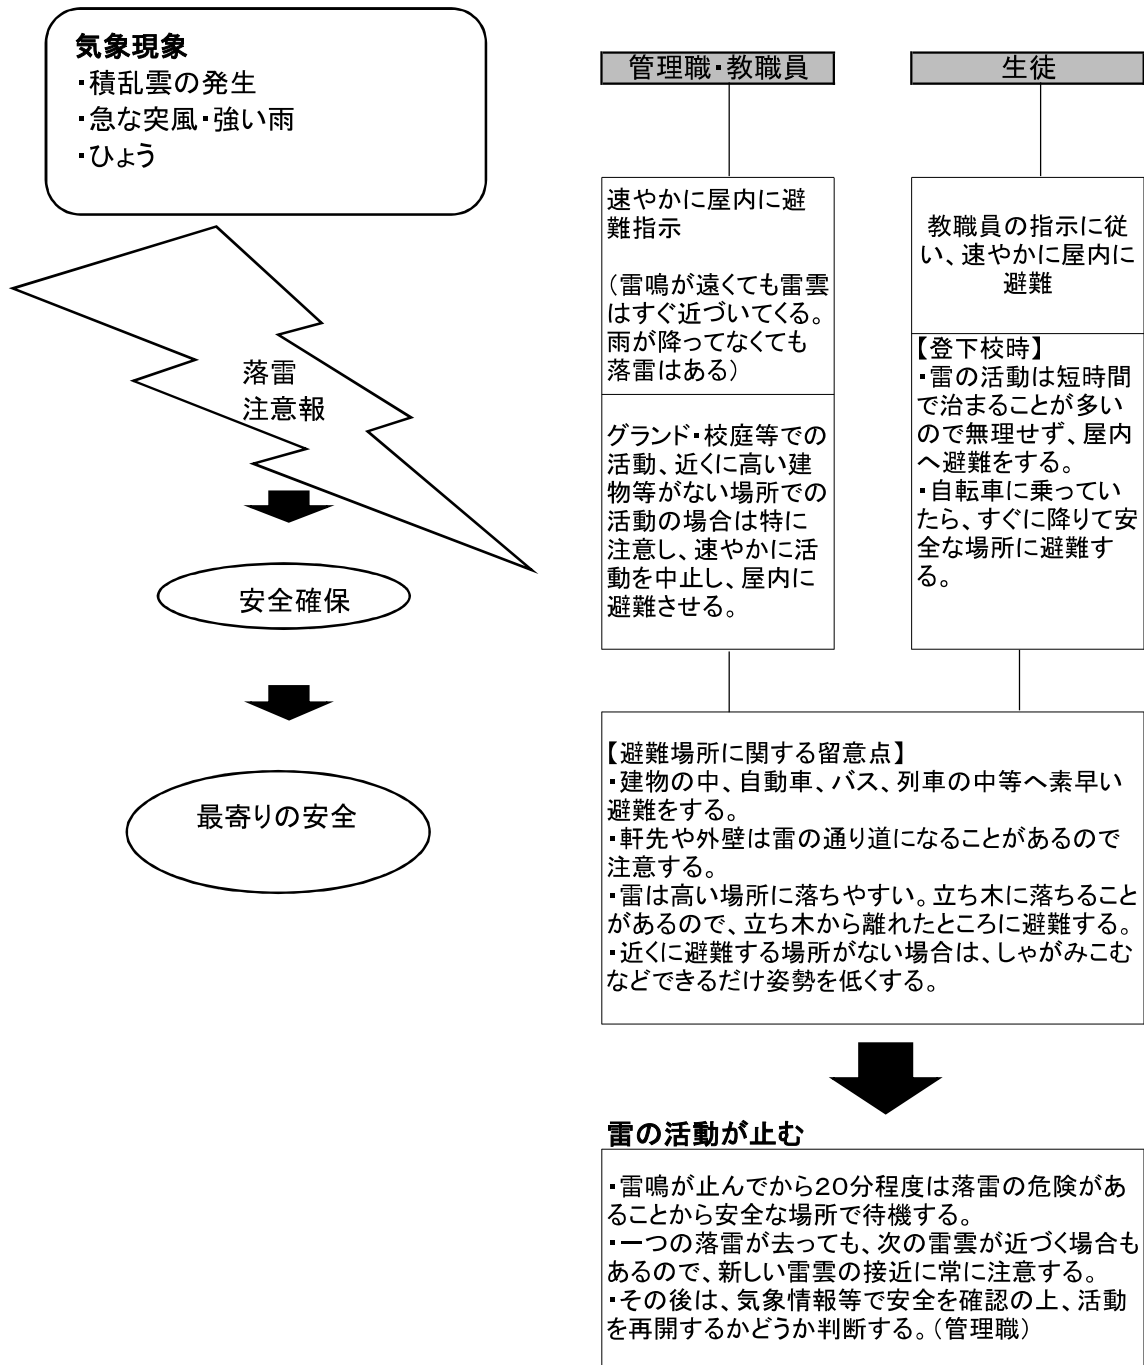 気象現象
・積乱雲の発生
・急な突風・強い雨
・ひょう
落雷
注意報
安全確保
最寄りの安全
管理職・教職員
速やかに屋内に避
難指示
（雷鳴が遠くても雷雲
はすぐ近づいてくる。
雨が降ってなくても
落雷はある）
グランド・校庭等での
活動、近くに高い建
物等がない場所での
活動の場合は特に
注意し、速やかに活
動を中止し、屋内に
避難させる。
生徒
教職員の指示に従
い、速やかに屋内に
避難
【登下校時】
・雷の活動は短時間
で治まることが多い
ので無理せず、屋内
へ避難をする。
・自転車に乗ってい
たら、すぐに降りて安
全な場所に避難す
る。
【避難場所に関する留意点】
・建物の中、自動車、バス、列車の中等へ素早い
避難をする。
・軒先や外壁は雷の通り道になることがあるので
注意する。
・雷は高い場所に落ちやすい。立ち木に落ちること
があるので、立ち木から離れたところに避難する。
・近くに避難する場所がない場合は、しゃがみこむ
などできるだけ姿勢を低くする。
雷の活動が止む
・雷鳴が止んでから２０分程度は落雷の危険があ
ることから安全な場所で待機する。
・一つの落雷が去っても、次の雷雲が近づく場合も
あるので、新しい雷雲の接近に常に注意する。
・その後は、気象情報等で安全を確認の上、活動
を再開するかどうか判断する。（管理職）